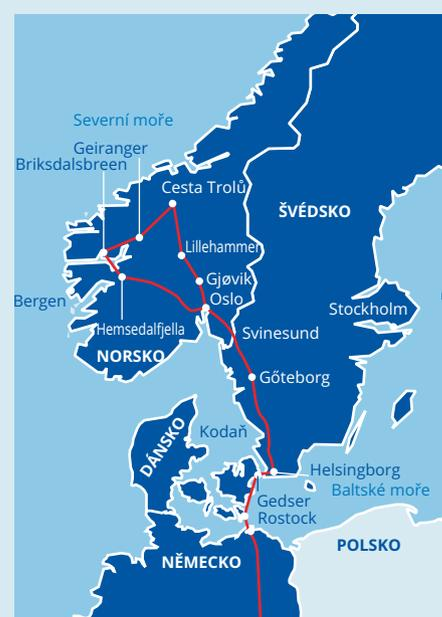 Severní moře
Geiranger
Briksdalsbreen
Cesta Trolů
ŠVÉDSKO
Lillehammer
Gjøvik
Oslo
Bergen
Stockholm
Hemsedalfjella
Svinesund
NORSKO
Gőteborg
DÁNSKO
Kodaň
Helsingborg
Baltské moře
Gedser
Rostock
POLSKO
NĚMECKO